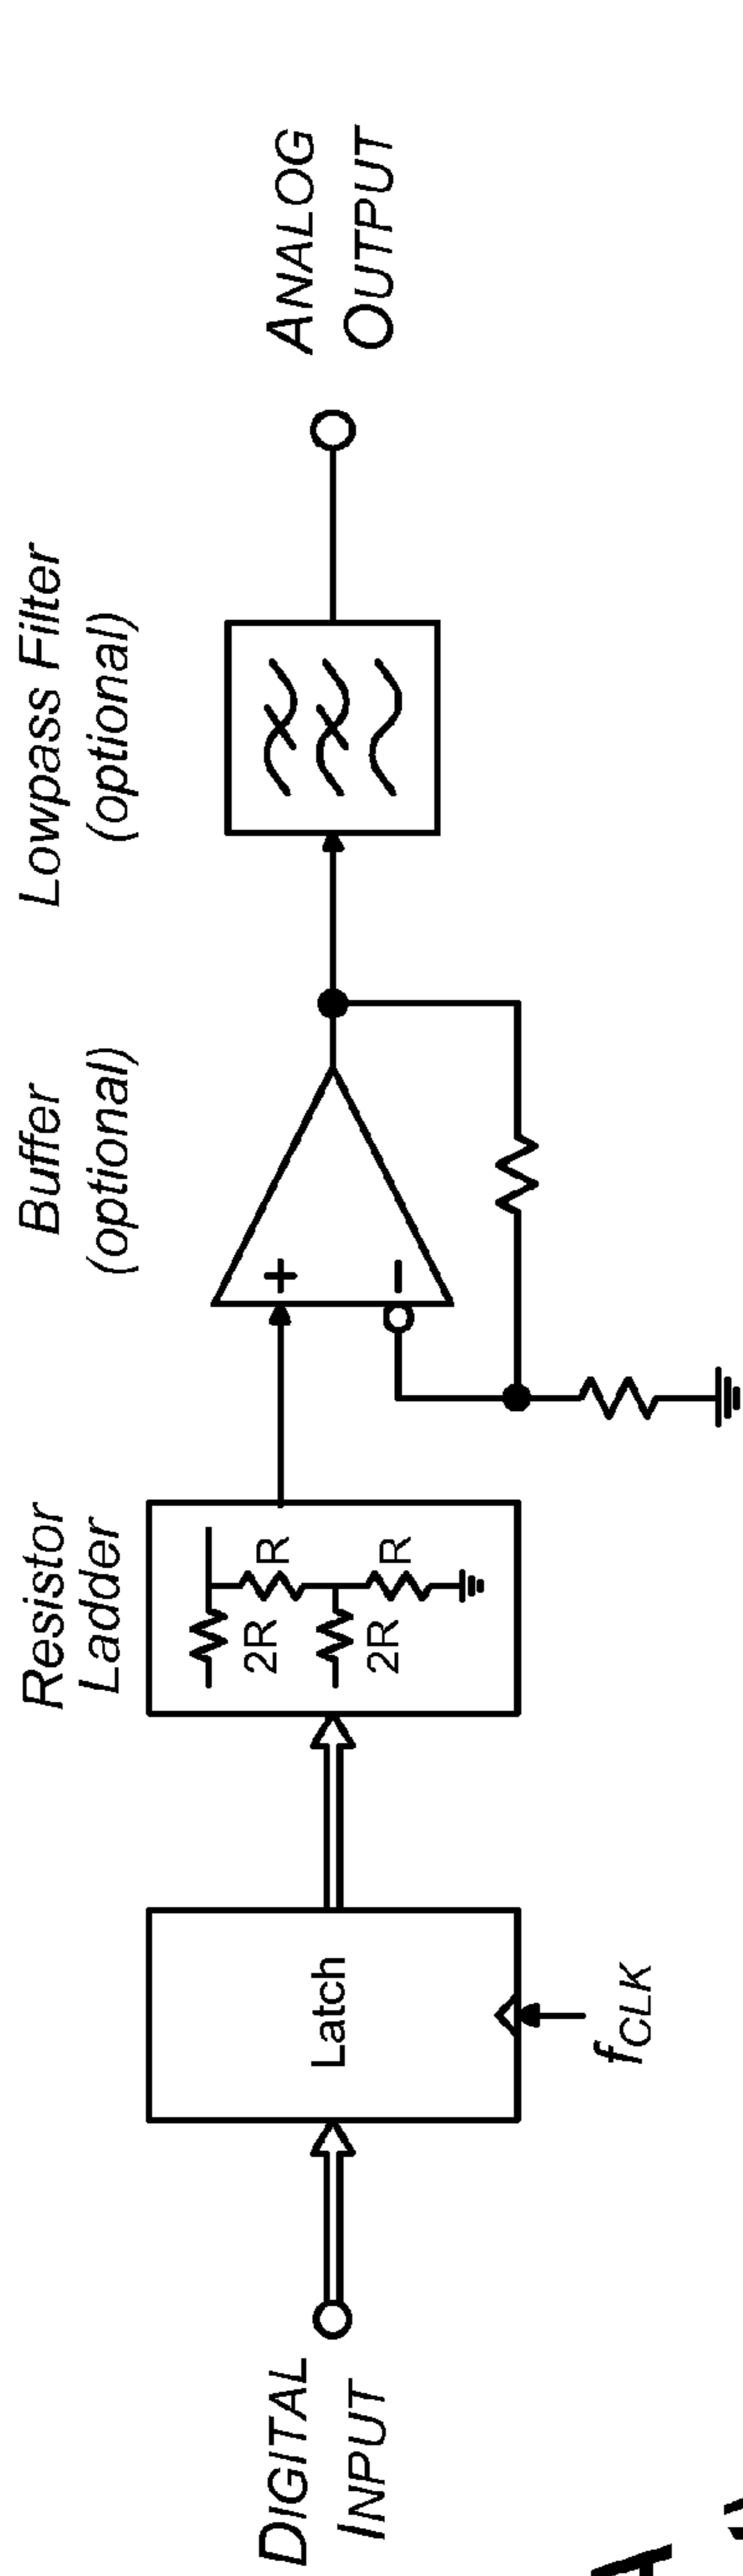 DIGITAL
INPUT
Latch
fCLK
Resistor
Ladder
2R
R
2R
R
Buffer
(optional)
+
−
Lowpass Filter
(optional)
ANALOG
OUTPUT